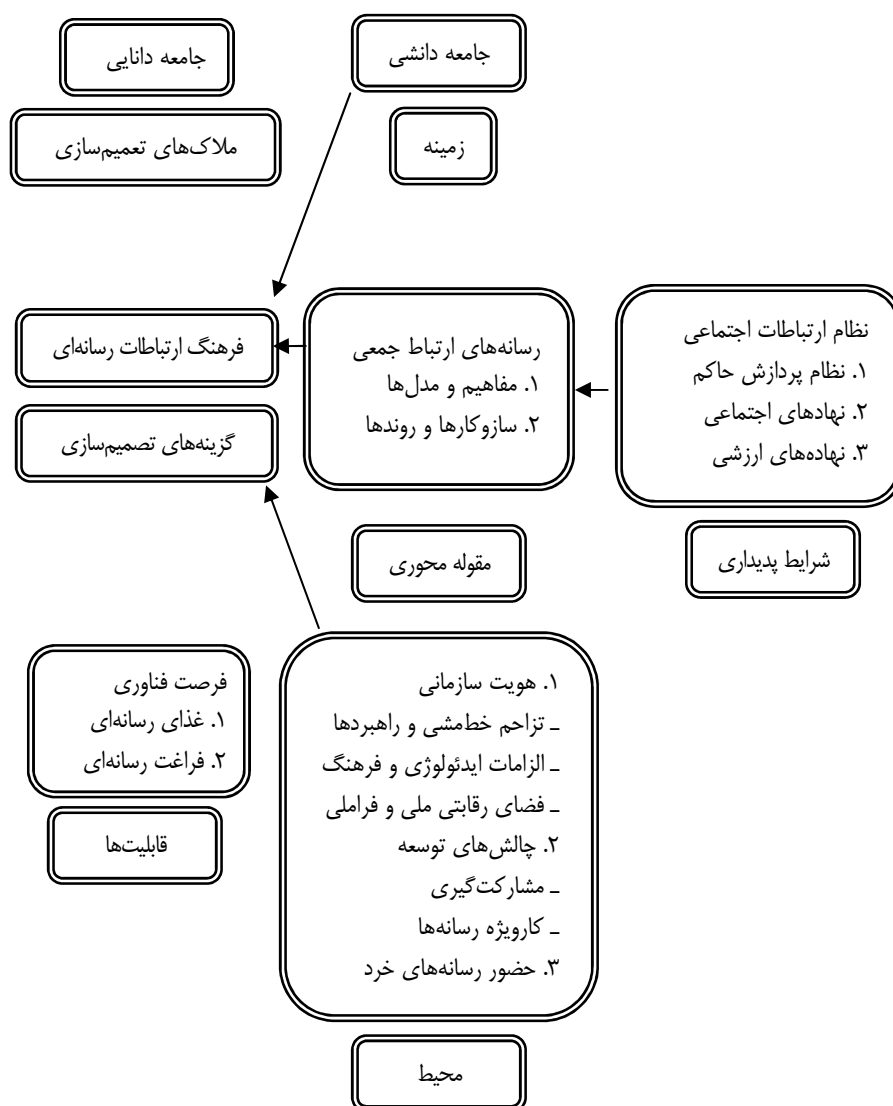 جامعه دانشی
جامعه دانایی
زمینه
ملاک‌های تعمیم‌سازی
نظام ارتباطات اجتماعی
۱. نظام پردازش حاکم
۲. نهادهای اجتماعی
۳. نهاده‌های ارزشی
رسانه‌های ارتباط جمعی
۱. مفاهیم و مدل‌ها
۲. سازوکارها و روندها
فرهنگ ارتباطات رسانه‌ای
گزینه‌های تصمیم‌سازی
شرایط پدیداری
مقوله محوری
۱. هویت سازمانی
ـ تزاحم خط‌مشی و راهبردها
ـ الزامات ایدئولوژی و فرهنگ
ـ فضای رقابتی ملی و فراملی
۲. چالش‌های توسعه
ـ مشارکت‌گیری
ـ کارویژه رسانه‌ها
۳. حضور رسانه‌های خرد
فرصت فناوری
۱. غذای رسانه‌ای
۲. فراغت رسانه‌ای
قابلیت‌ها
محیط